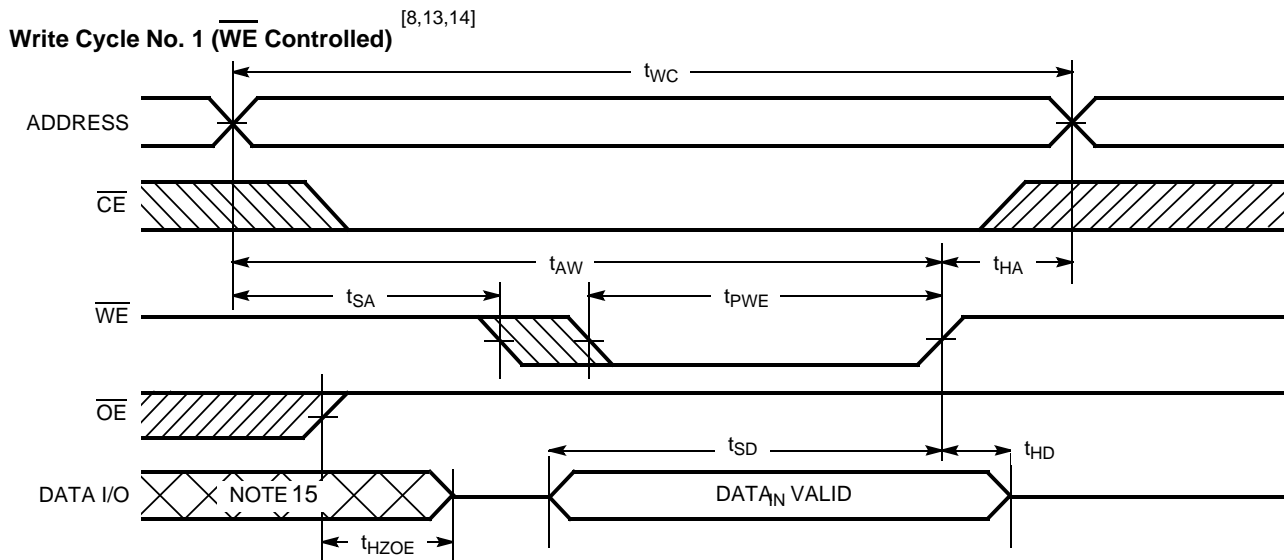 [8,13,14]
Write Cycle No. 1 (WE Controlled)
tWC
ADDRESS
CE
tAW
tHA
tSA
tPWE
WE
OE
tSD
tHD
DATA I/O
NOTE 15
DATAIN VALID
tHZOE